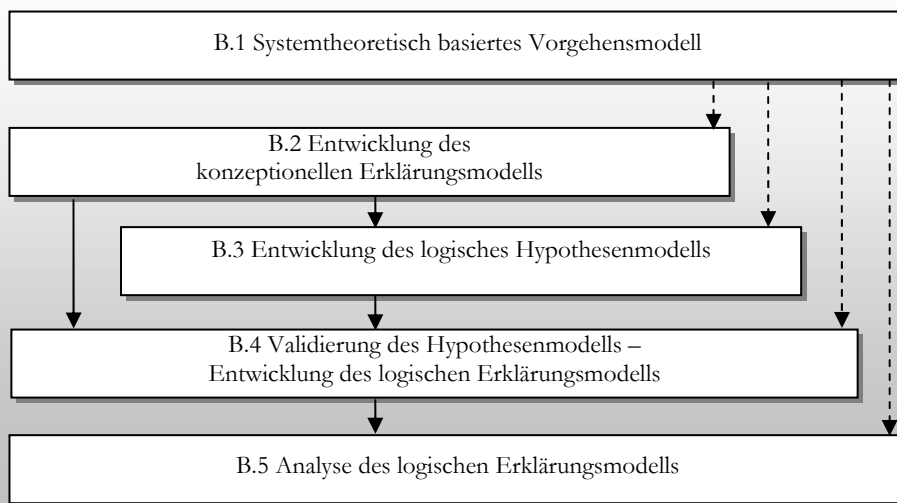 B.1 Systemtheoretisch basiertes Vorgehensmodell
B.2 Entwicklung des
konzeptionellen Erklärungsmodells
B.3 Entwicklung des logisches Hypothesenmodells
B.4 Validierung des Hypothesenmodells –
Entwicklung des logischen Erklärungsmodells
B.5 Analyse des logischen Erklärungsmodells